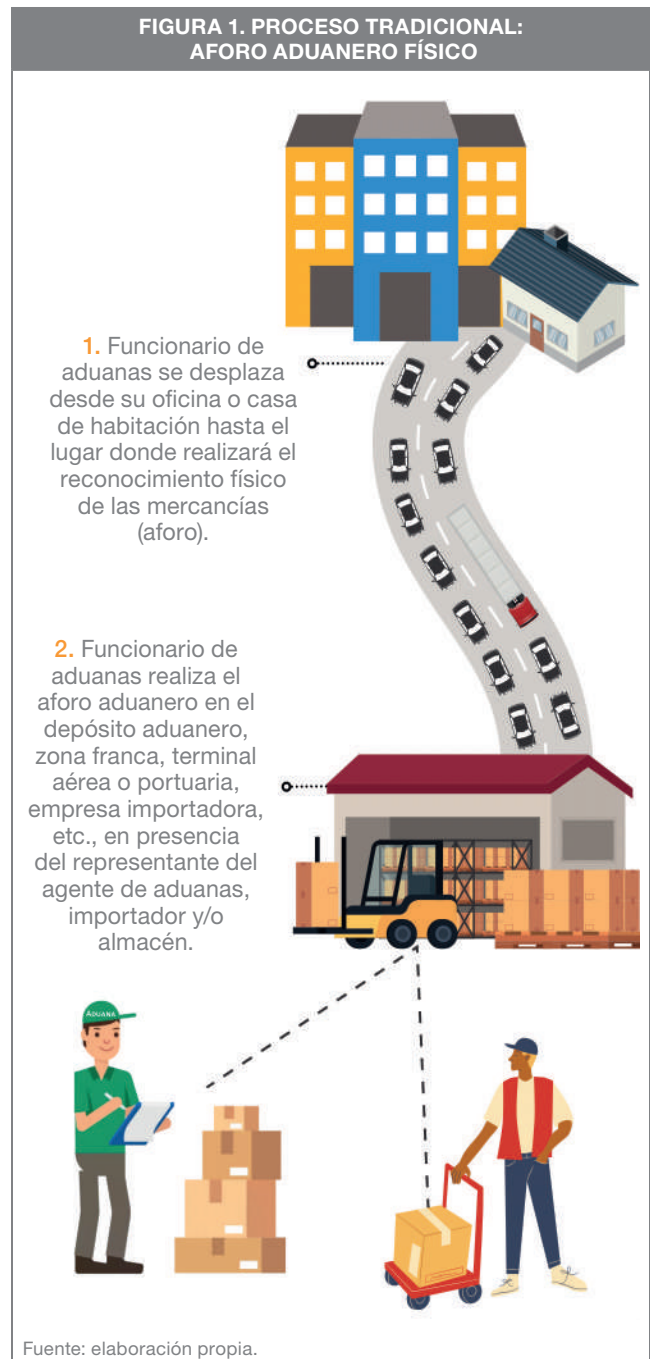 FIGURA 1. PROCESO TRADICIONAL:
AFORO ADUANERO FÍSICO
1. Funcionario de
aduanas se desplaza
desde su oficina o casa
de habitación hasta el
lugar donde realizará el
reconocimiento físico
de las mercancías
(aforo).
2. Funcionario de
aduanas realiza el
aforo aduanero en el
depósito aduanero,
zona franca, terminal
aérea o portuaria,
empresa importadora,
etc., en presencia
del representante del
agente de aduanas,
importador y/o
almacén.
ADUANA
Fuente: elaboración propia.